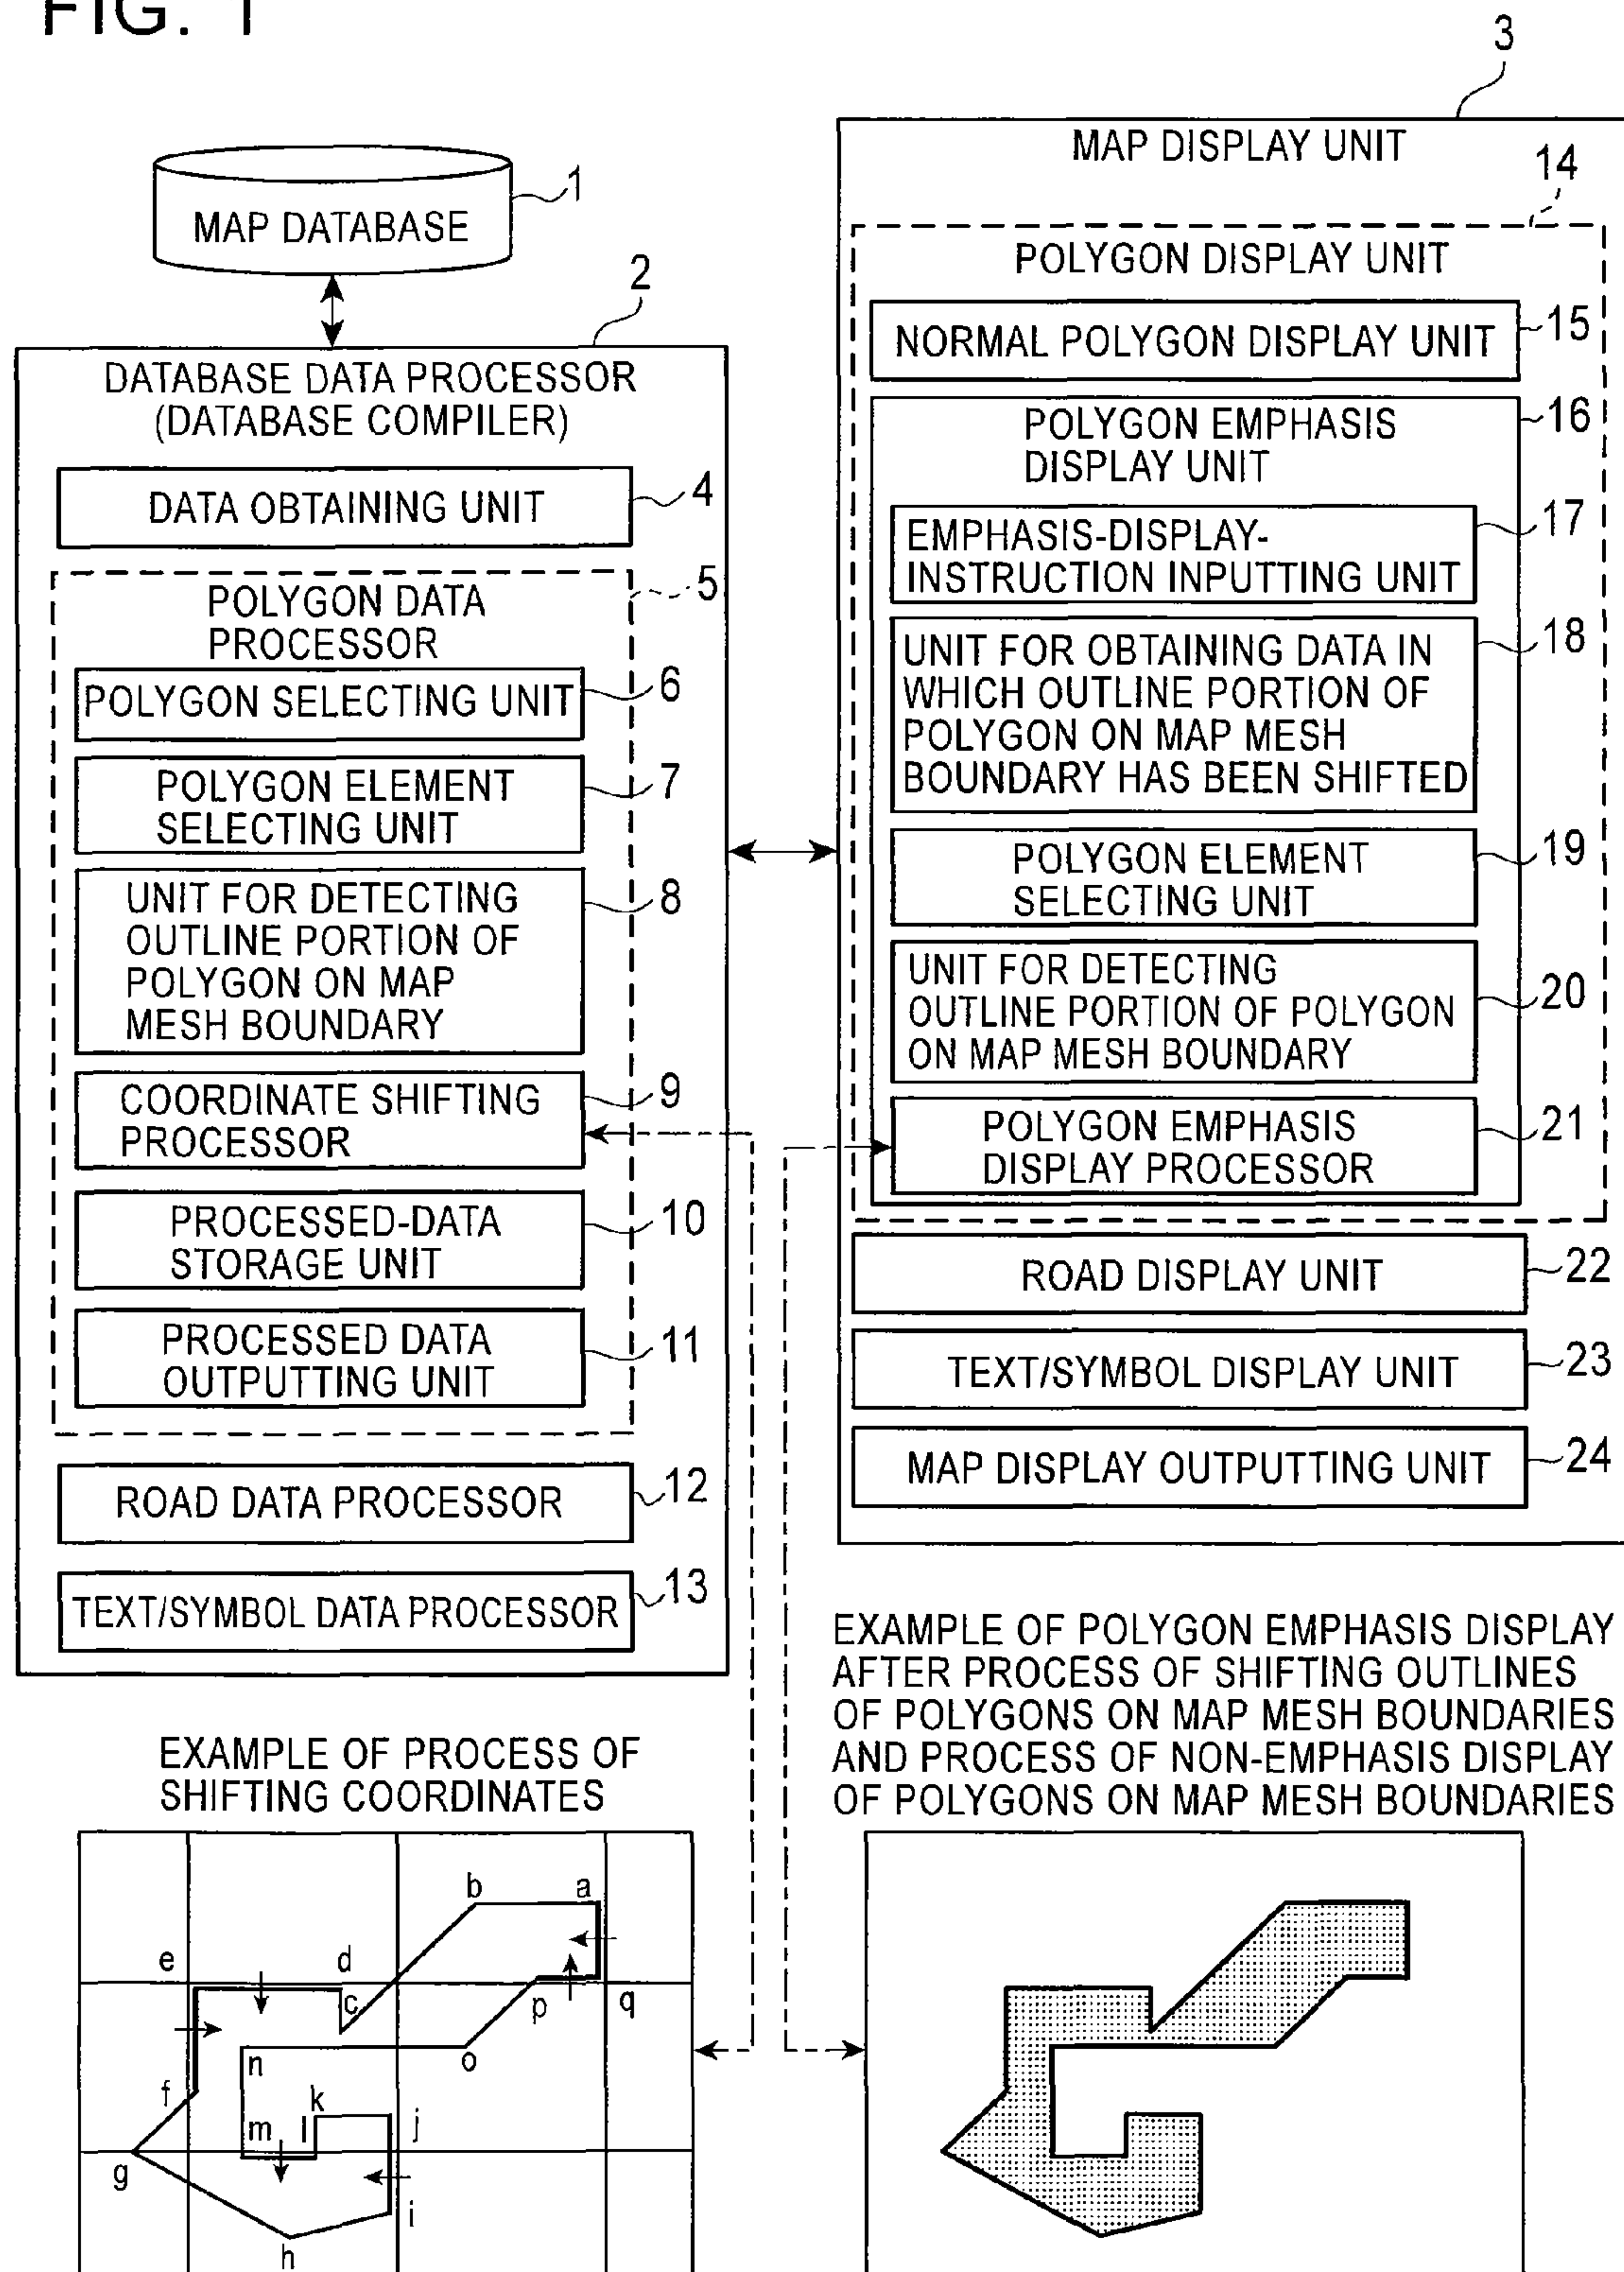 FIG. 1
1
MAP DATABASE
2
DATABASE DATA PROCESSOR
(DATABASE COMPILER)
DATA OBTAINING UNIT
4
POLYGON DATA
PROCESSOR
5
POLYGON SELECTING UNIT
6
POLYGON ELEMENT
SELECTING UNIT
7
UNIT FOR DETECTING
OUTLINE PORTION OF
POLYGON ON MAP
MESH BOUNDARY
8
COORDINATE SHIFTING
PROCESSOR
9
PROCESSED-DATA
STORAGE UNIT
10
PROCESSED DATA
OUTPUTTING UNIT
11
ROAD DATA PROCESSOR
12
TEXT/SYMBOL DATA PROCESSOR
13
3
MAP DISPLAY UNIT
14
POLYGON DISPLAY UNIT
NORMAL POLYGON DISPLAY UNIT
15
POLYGON EMPHASIS
DISPLAY UNIT
16
EMPHASIS-DISPLAY-
INSTRUCTION INPUTTING UNIT
17
UNIT FOR OBTAINING DATA IN
WHICH OUTLINE PORTION OF
POLYGON ON MAP MESH
BOUNDARY HAS BEEN SHIFTED
18
POLYGON ELEMENT
SELECTING UNIT
19
UNIT FOR DETECTING
OUTLINE PORTION OF POLYGON
ON MAP MESH BOUNDARY
20
POLYGON EMPHASIS
DISPLAY PROCESSOR
21
ROAD DISPLAY UNIT
22
TEXT/SYMBOL DISPLAY UNIT
23
MAP DISPLAY OUTPUTTING UNIT
24
EXAMPLE OF PROCESS OF
SHIFTING COORDINATES
b a
e d
c p q
n o
f k
m l j
g
i
h
EXAMPLE OF POLYGON EMPHASIS DISPLAY
AFTER PROCESS OF SHIFTING OUTLINES
OF POLYGONS ON MAP MESH BOUNDARIES
AND PROCESS OF NON-EMPHASIS DISPLAY
OF POLYGONS ON MAP MESH BOUNDARIES